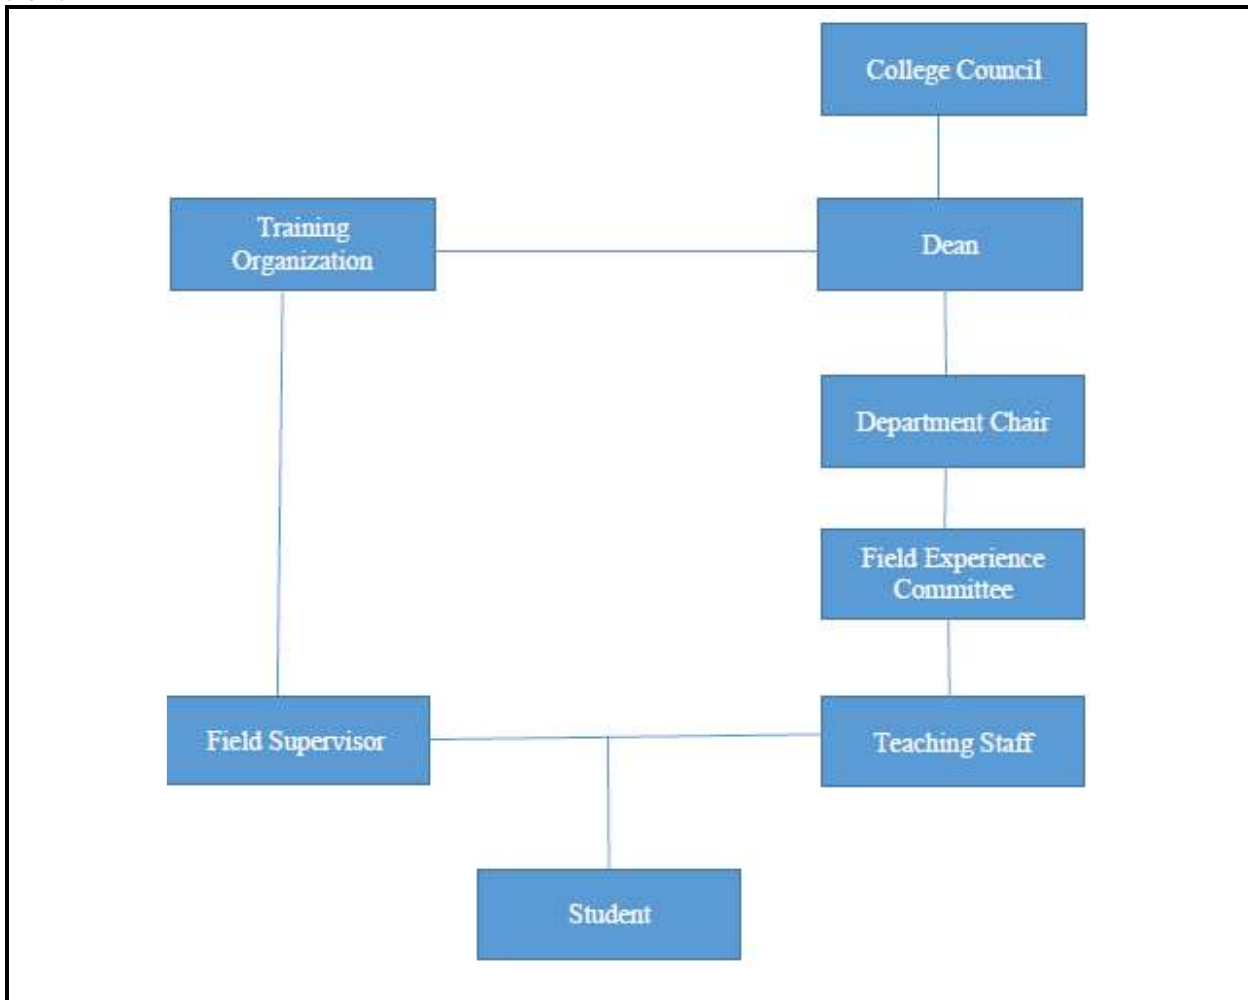 College Council
Training
Organization
Dean
Department Chair
Field Experience
Committee
Field Supervisor
Teaching Staff
Student